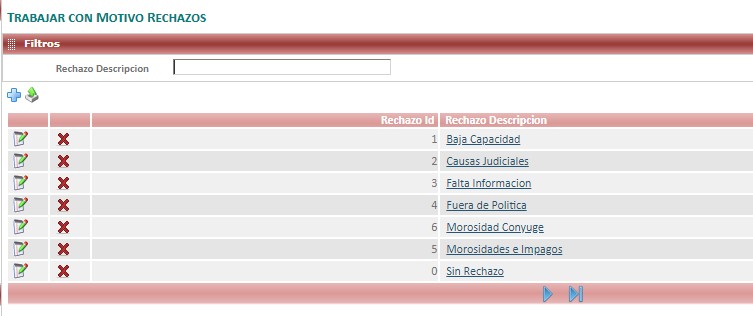 TRABAJAR CON MOTIVO RECHAZOS
Filtros
Rechazo Descripcion
Rechazo Id Rechazo Descripcion
1 Baja Capacidad
2 Causas Judiciales
3 Falta Informacion
4 Fuera de Politica
6 Morosidad Conyuge
5 Morosidades e Impagos
0 Sin Rechazo